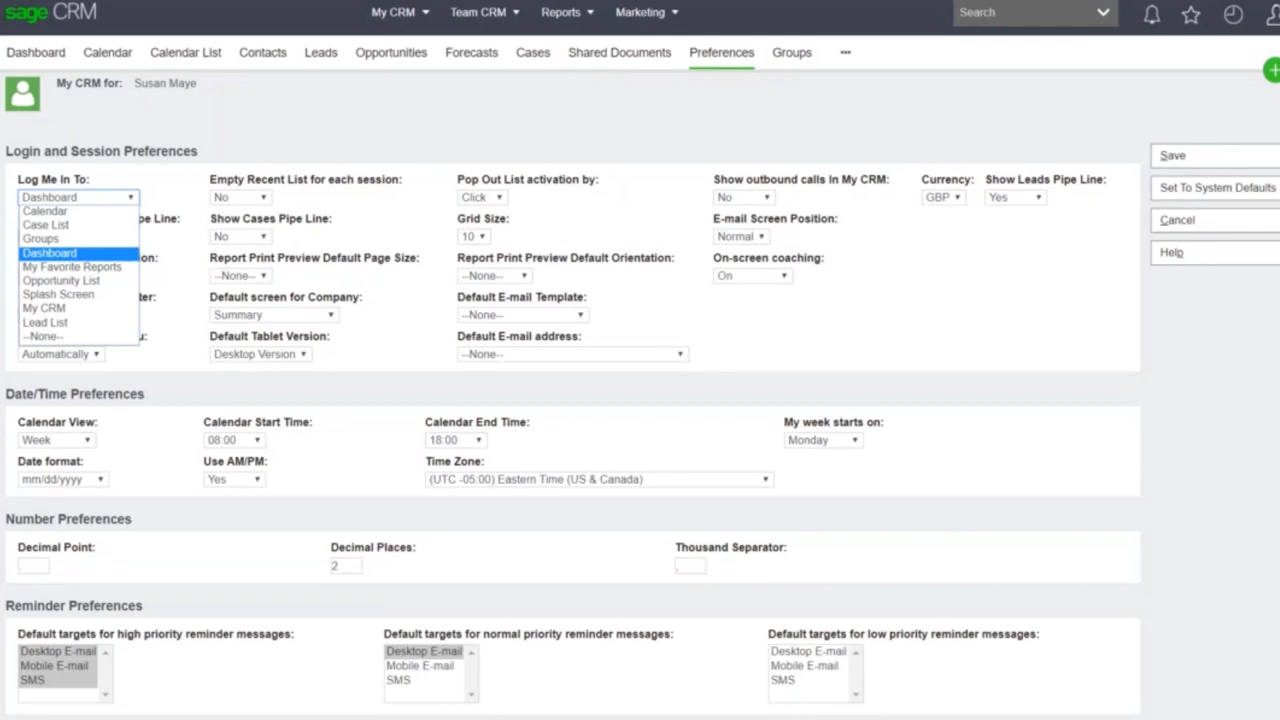 sage CRM
My CRM Team CRM Reports Marketing Search
Dashboard Calendar Calendar List Contacts Leads Opportunities Forecasts Cases Shared Documents Preferences Groups •••
My CRM for: Susan Maye
Login and Session Preferences
Log Me In To: Empty Recent List for each session: Pop Out List activation by: Show outbound calls In My CRM: Currency: Show Leads Pipe Line:
Dashboard No Click No GBP Yes
Calendar
Case List
Groups
Dashboard
My Favorite Reports
Opportunity List
Splash Screen
My CRM
Lead List
--None--
pe Line: Show Cases Pipe Line: Grid Size: E-mail Screen Position:
No 10 Normal
on: Report Print Preview Default Page Size: Report Print Preview Default Orientation: On-screen coaching:
--None-- --None-- On
ter: Default screen for Company: Default E-mail Template:
Summary --None--
u: Default Tablet Version: Default E-mail address:
Automatically Desktop Version --None--
Save
Set To System Defaults
Cancel
Help
Date/Time Preferences
Calendar View: Calendar Start Time: Calendar End Time: My week starts on:
Week 08:00 18:00 Monday
Date format: Use AM/PM: Time Zone:
mm/dd/yyyy Yes (UTC -05:00) Eastern Time (US & Canada)
Number Preferences
Decimal Point: Decimal Places: Thousand Separator:
2
Reminder Preferences
Default targets for high priority reminder messages: Default targets for normal priority reminder messages: Default targets for low priority reminder messages:
Desktop E-mail Desktop E-mail Desktop E-mail
Mobile E-mail Mobile E-mail Mobile E-mail
SMS SMS SMS